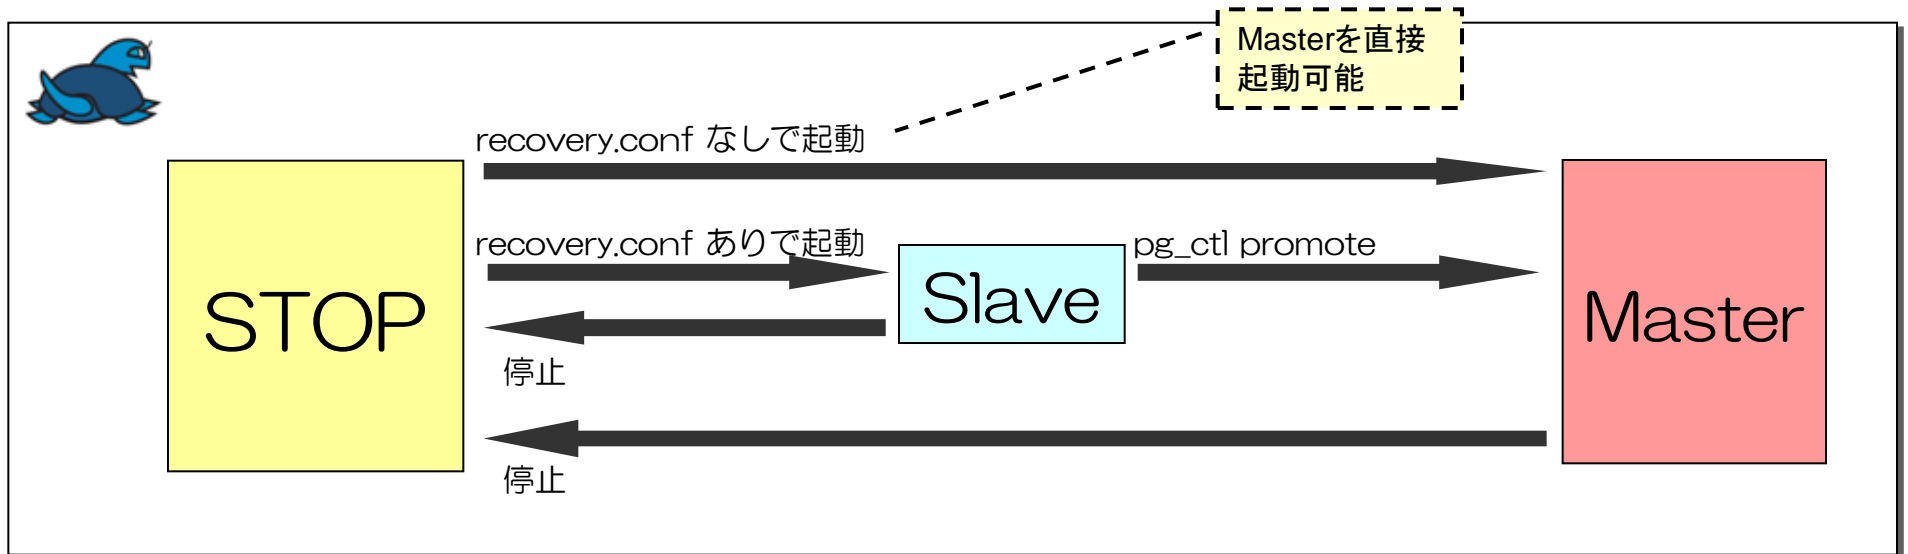 Masterを直接
起動可能
recovery.conf なしで起動
recovery.conf ありで起動
pg_ctl promote
STOP
Slave
Master
停止
停止